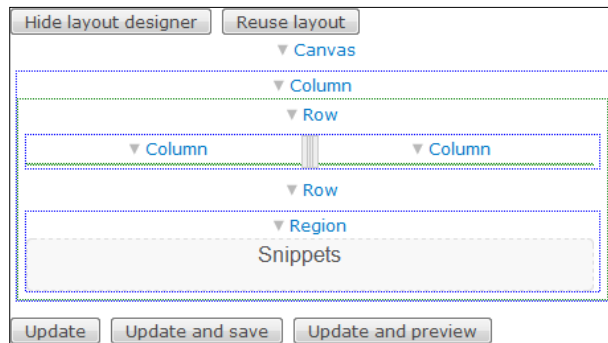 Hide layout designer Reuse layout
Canvas
Column
Row
Column Column
Row
Region
Snippets
Update Update and save Update and preview